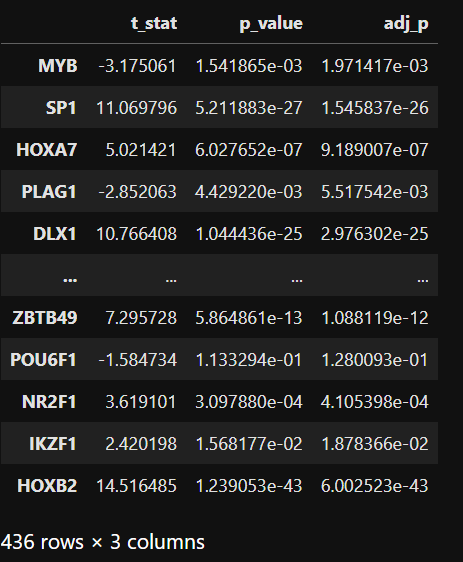 t_stat p_value adj_p
MYB -3.175061 1.541865e-03 1.971417e-03
SP1 11.069796 5.211883e-27 1.545837e-26
HOXA7 5.021421 6.027652e-07 9.189007e-07
PLAG1 -2.852063 4.429220e-03 5.517542e-03
DLX1 10.766408 1.044436e-25 2.976302e-25
... ... ... ...
ZBTB49 7.295728 5.864861e-13 1.088119e-12
POU6F1 -1.584734 1.133294e-01 1.280093e-01
NR2F1 3.619101 3.097880e-04 4.105398e-04
IKZF1 2.420198 1.568177e-02 1.878366e-02
HOXB2 14.516485 1.239053e-43 6.002523e-43
436 rows × 3 columns